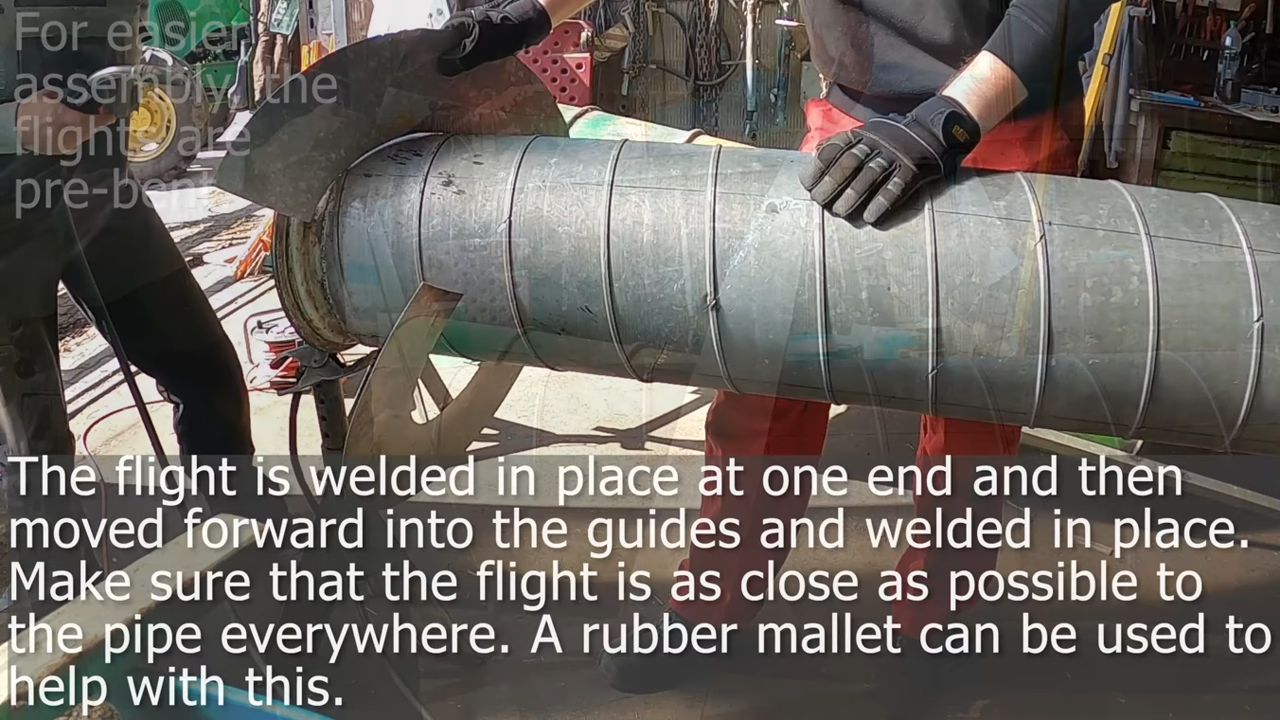 For easier
assembly, the
flights are
pre-bent.
The flight is welded in place at one end and then
moved forward into the guides and welded in place.
Make sure that the flight is as close as possible to
the pipe everywhere. A rubber mallet can be used to
help with this.
CAT